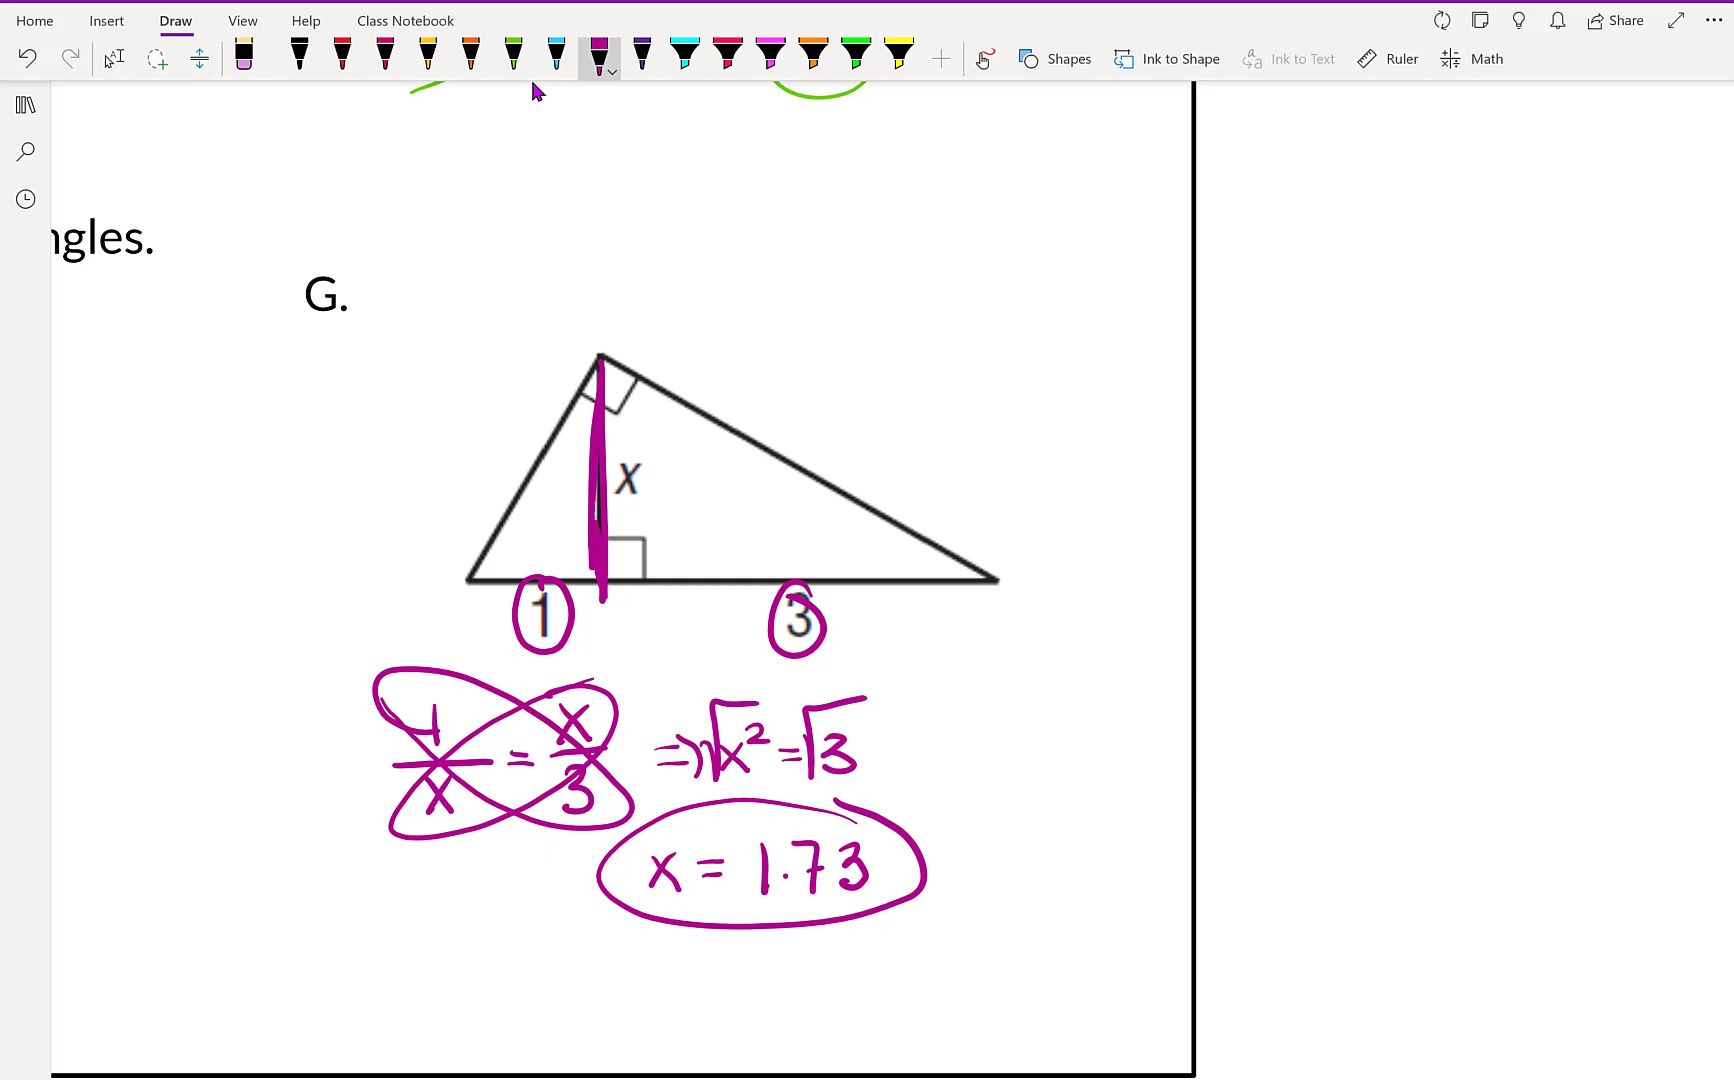 Home Insert Draw View Help Class Notebook Share
Shapes Ink to Shape Ink to Text Ruler Math
ngles.
G.
x
1 3
1/x = x/3 ⇒ √x² = √3
x = 1.73